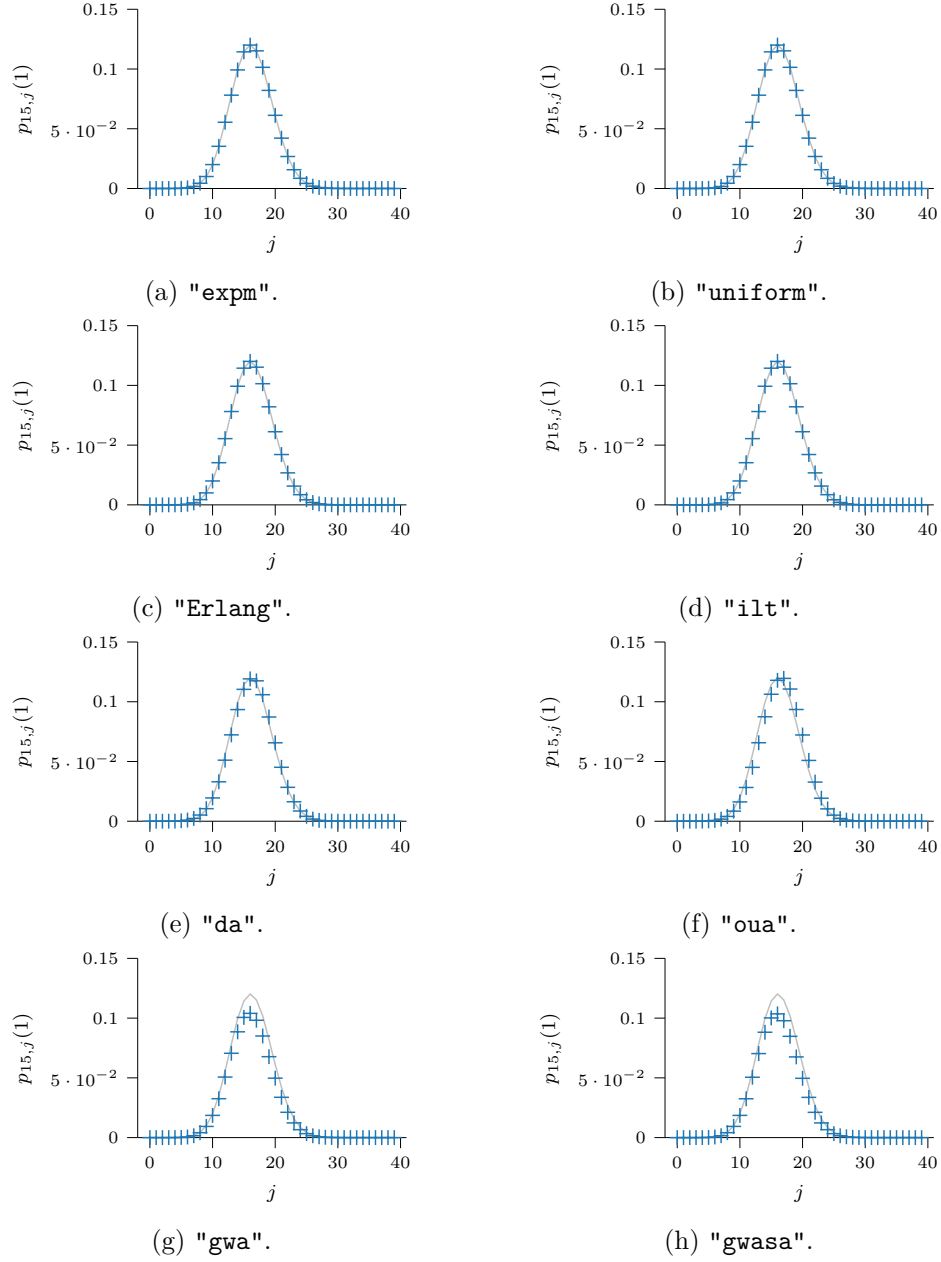 0.15
0.1
5 · 10⁻²
0
p₁₅,ⱼ(1)
0 10 20 30 40
j
(a) "expm".
0.15
0.1
5 · 10⁻²
0
p₁₅,ⱼ(1)
0 10 20 30 40
j
(b) "uniform".
0.15
0.1
5 · 10⁻²
0
p₁₅,ⱼ(1)
0 10 20 30 40
j
(c) "Erlang".
0.15
0.1
5 · 10⁻²
0
p₁₅,ⱼ(1)
0 10 20 30 40
j
(d) "ilt".
0.15
0.1
5 · 10⁻²
0
p₁₅,ⱼ(1)
0 10 20 30 40
j
(e) "da".
0.15
0.1
5 · 10⁻²
0
p₁₅,ⱼ(1)
0 10 20 30 40
j
(f) "oua".
0.15
0.1
5 · 10⁻²
0
p₁₅,ⱼ(1)
0 10 20 30 40
j
(g) "gwa".
0.15
0.1
5 · 10⁻²
0
p₁₅,ⱼ(1)
0 10 20 30 40
j
(h) "gwasa".